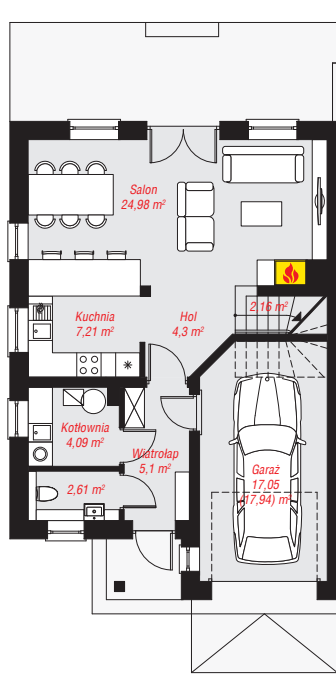 Salon
24,98 m²
Kuchnia
7,21 m²
Hol
4,3 m²
2,16 m²
Kotłownia
4,09 m²
Wiatrołap
5,1 m²
2,61 m²
Garaż
17,05
(17,94) m²